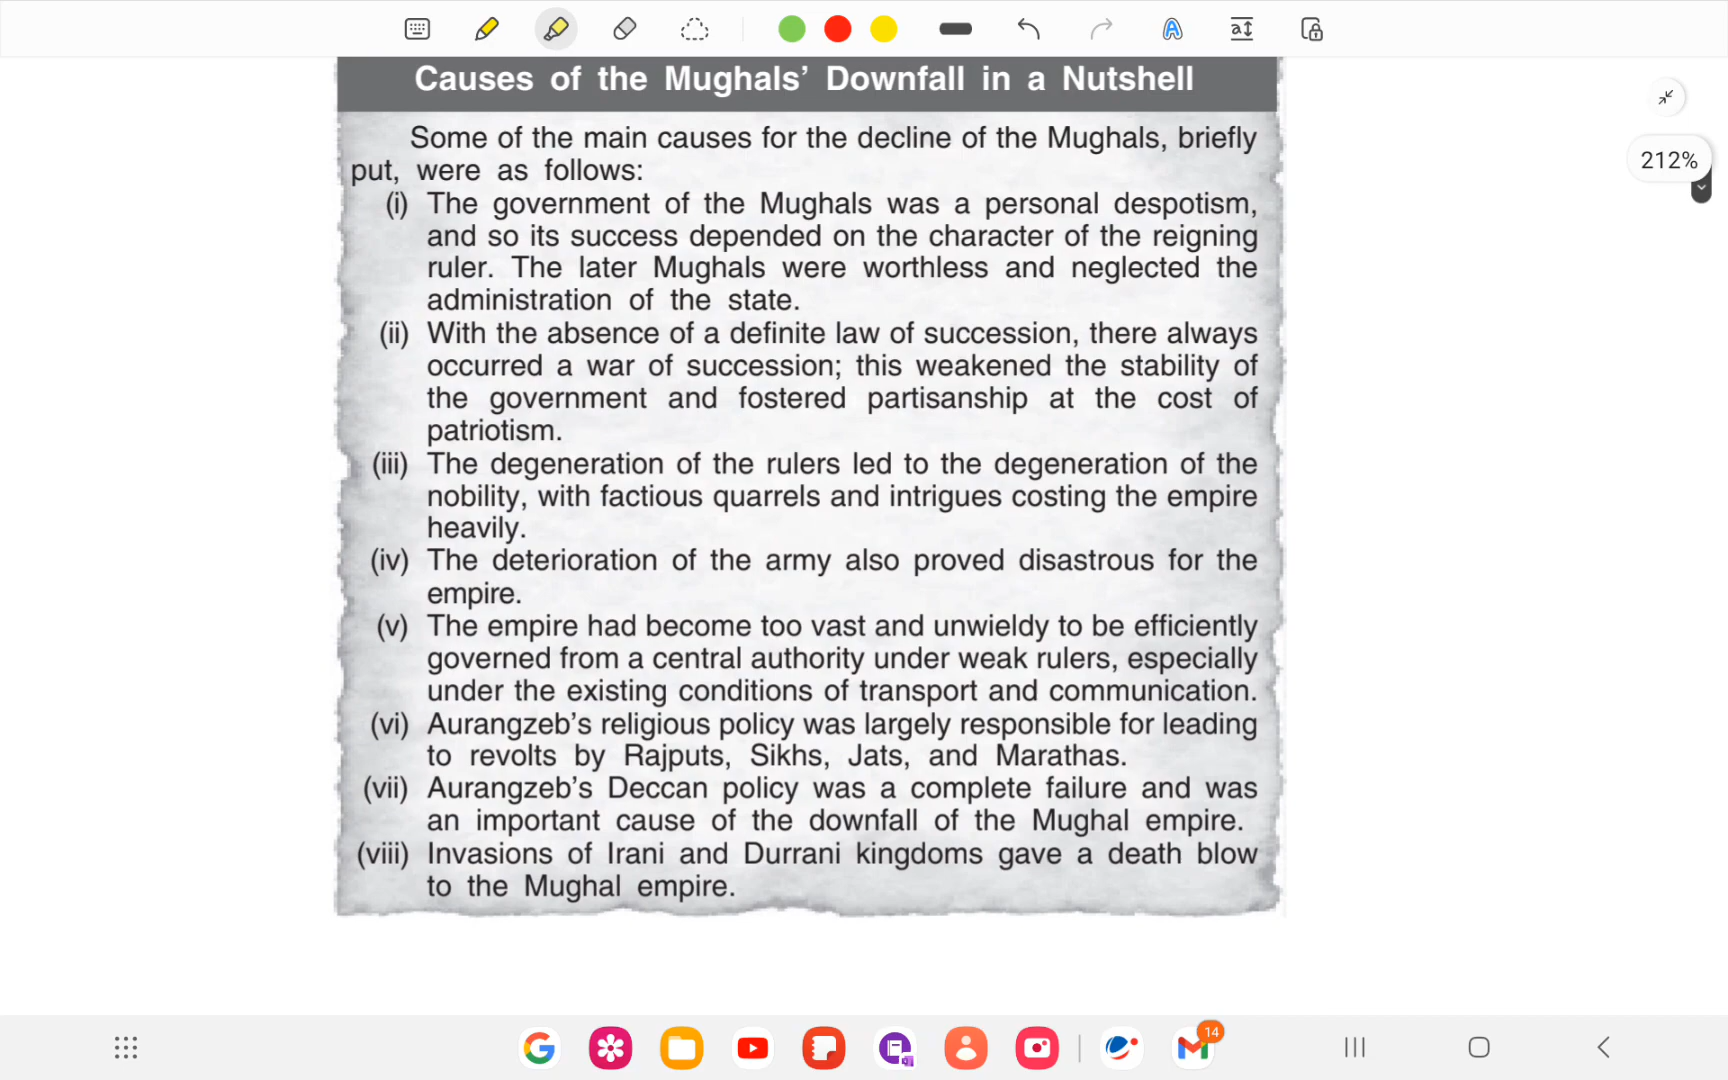 Causes of the Mughals’ Downfall in a Nutshell
212%
Some of the main causes for the decline of the Mughals, briefly
put, were as follows:
(i) The government of the Mughals was a personal despotism,
and so its success depended on the character of the reigning
ruler. The later Mughals were worthless and neglected the
administration of the state.
(ii) With the absence of a definite law of succession, there always
occurred a war of succession; this weakened the stability of
the government and fostered partisanship at the cost of
patriotism.
(iii) The degeneration of the rulers led to the degeneration of the
nobility, with factious quarrels and intrigues costing the empire
heavily.
(iv) The deterioration of the army also proved disastrous for the
empire.
(v) The empire had become too vast and unwieldy to be efficiently
governed from a central authority under weak rulers, especially
under the existing conditions of transport and communication.
(vi) Aurangzeb’s religious policy was largely responsible for leading
to revolts by Rajputs, Sikhs, Jats, and Marathas.
(vii) Aurangzeb’s Deccan policy was a complete failure and was
an important cause of the downfall of the Mughal empire.
(viii) Invasions of Irani and Durrani kingdoms gave a death blow
to the Mughal empire.
14